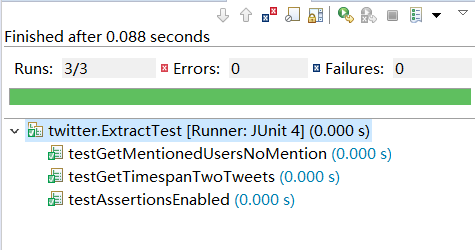 Finished after 0.088 seconds
Runs: 3/3 Errors: 0 Failures: 0
twitter.ExtractTest [Runner: JUnit 4] (0.000 s)
testGetMentionedUsersNoMention (0.000 s)
testGetTimespanTwoTweets (0.000 s)
testAssertionsEnabled (0.000 s)